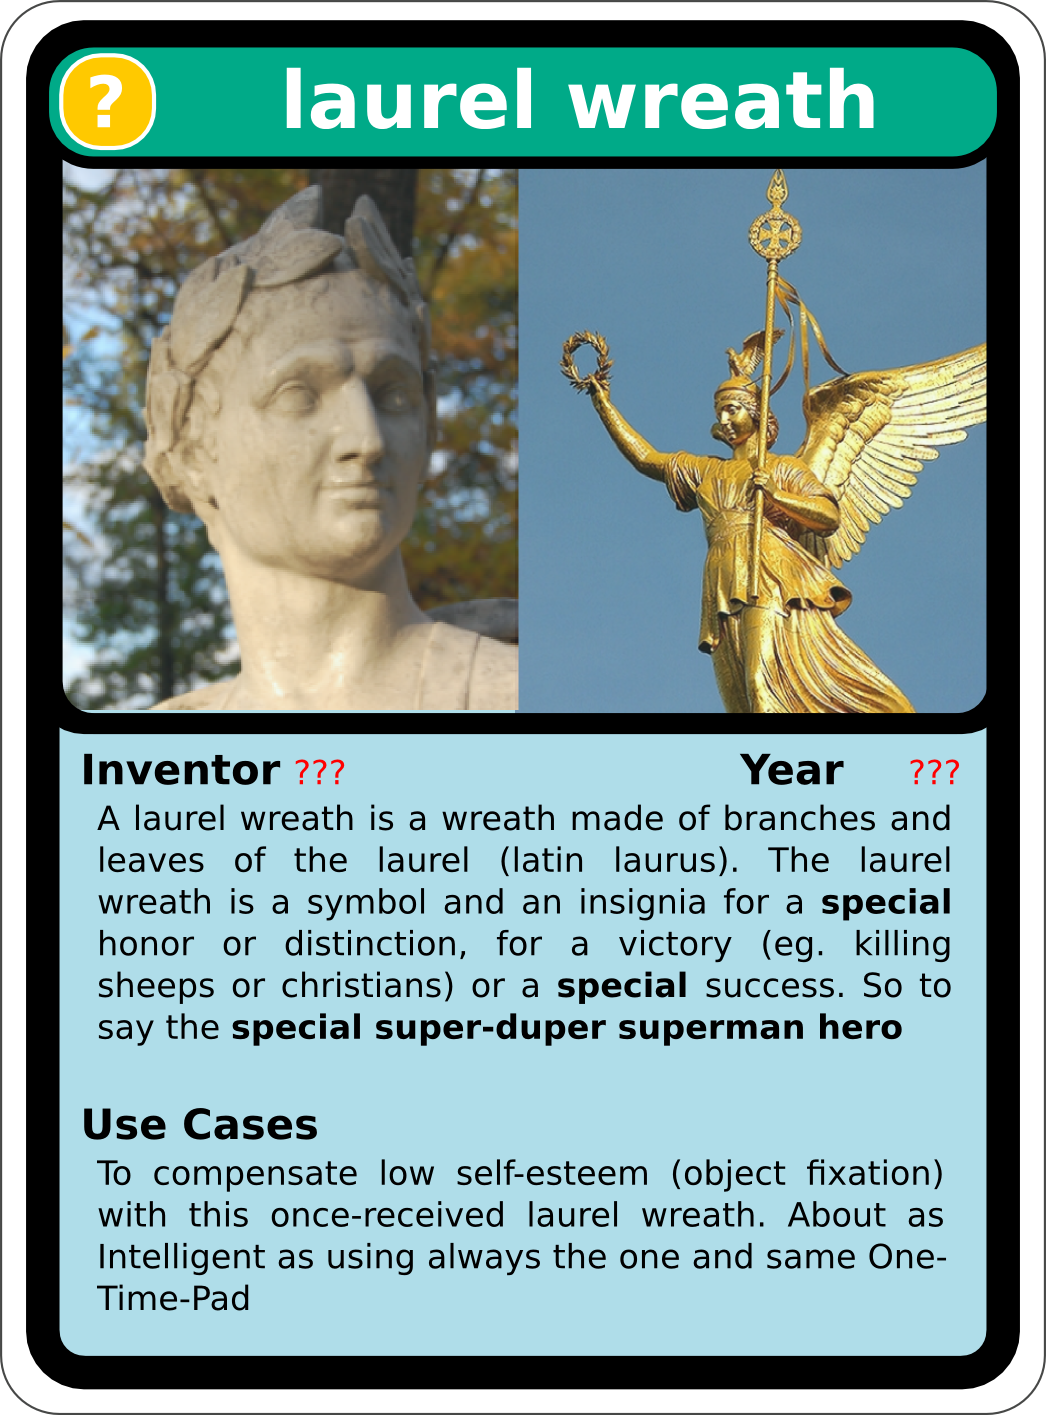 ?
laurel wreath
Inventor ??? Year ???
A laurel wreath is a wreath made of branches and
leaves of the laurel (latin laurus). The laurel
wreath is a symbol and an insignia for a special
honor or distinction, for a victory (eg. killing
sheeps or christians) or a special success. So to
say the special super-duper superman hero
Use Cases
To compensate low self-esteem (object fixation)
with this once-received laurel wreath. About as
Intelligent as using always the one and same One-
Time-Pad